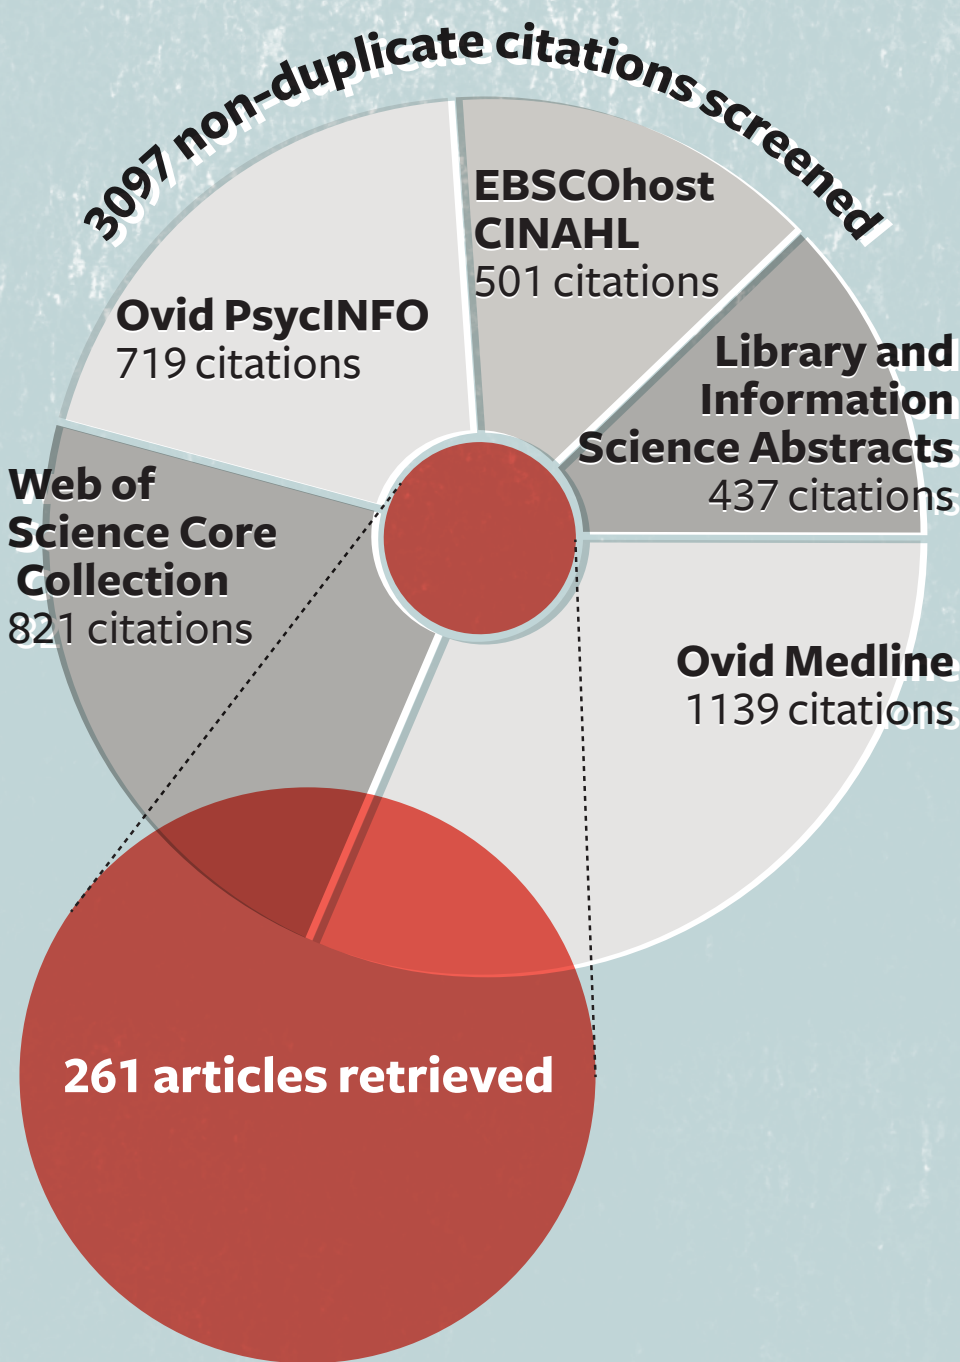 3097 non-duplicate citations screened
EBSCOhost
CINAHL
501 citations
Ovid PsycINFO
719 citations
Library and
Information
Science Abstracts
437 citations
Web of
Science Core
Collection
821 citations
Ovid Medline
1139 citations
261 articles retrieved